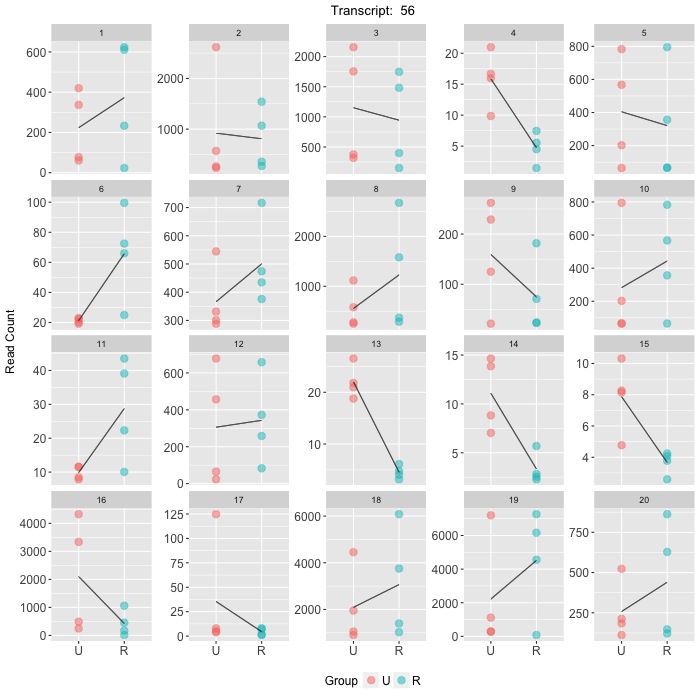 Transcript: 56
1 2 3 4 5
600 400 200 0
2000 1000
2000 1500 1000 500
20 15 10 5
800 600 400 200
6 7 8 9 10
100 80 60 40 20
700 600 500 400 300
2000 1000
200 100
800 600 400 200
Read Count
11 12 13 14 15
40 30 20 10
600 400 200 0
20 10
15 10 5
10 8 6 4
16 17 18 19 20
4000 3000 2000 1000 0
125 100 75 50 25 0
6000 4000 2000
6000 4000 2000 0
750 500 250
U R U R U R U R U R
Group U R